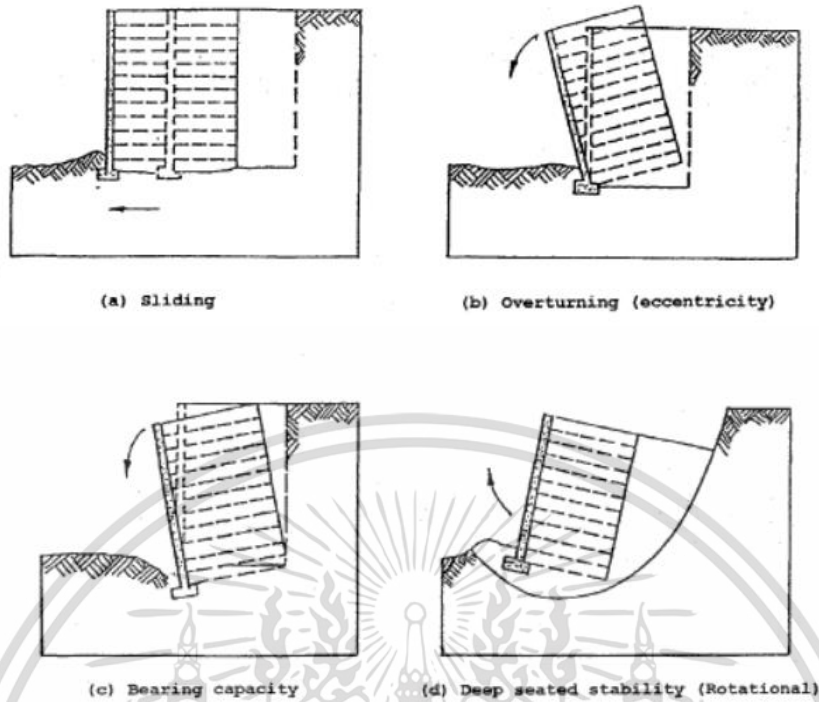 (a) Sliding
(b) Overturning (eccentricity)
(c) Bearing capacity
(d) Deep seated stability (Rotational)